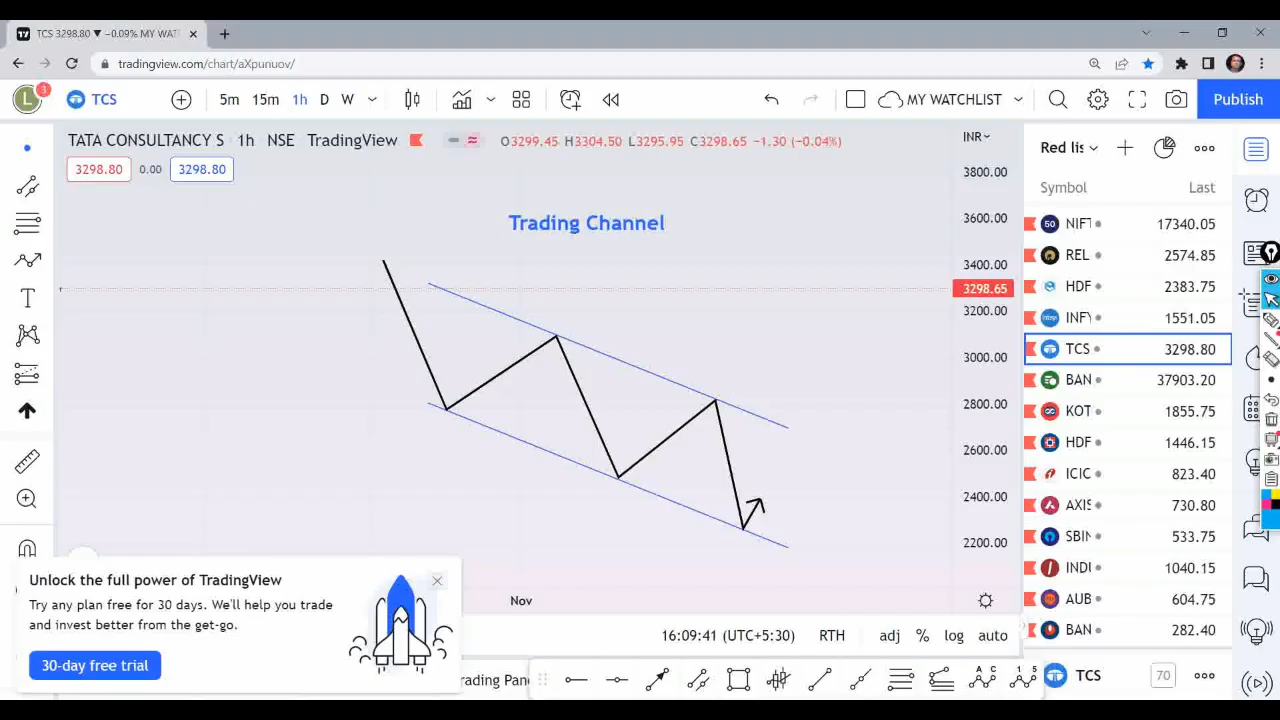 TCS 3298.80 ▼ −0.09% MY WAT
tradingview.com/chart/aXpunuov/
L 3 TCS 5m 15m 1h D W MY WATCHLIST Publish
TATA CONSULTANCY S 1h NSE TradingView O3299.45 H3304.50 L3295.95 C3298.65 −1.30 (−0.04%)
3298.80 0.00 3298.80
Trading Channel
INR
3800.00
3600.00
3400.00
3298.65
3200.00
3000.00
2800.00
2600.00
2400.00
2200.00
Nov
Red lis
Symbol Last
50 NIFT 17340.05
REL 2574.85
HDF 2383.75
INFY 1551.05
TCS 3298.80
BAN 37903.20
KOT 1855.75
HDF 1446.15
ICIC 823.40
AXIS 730.80
SBIN 533.75
INDI 1040.15
AUB 604.75
BAN 282.40
TCS 70
Unlock the full power of TradingView
Try any plan free for 30 days. We'll help you trade
and invest better from the get-go.
30-day free trial
16:09:41 (UTC+5:30) RTH adj % log auto
rading Pane
A C
1 5